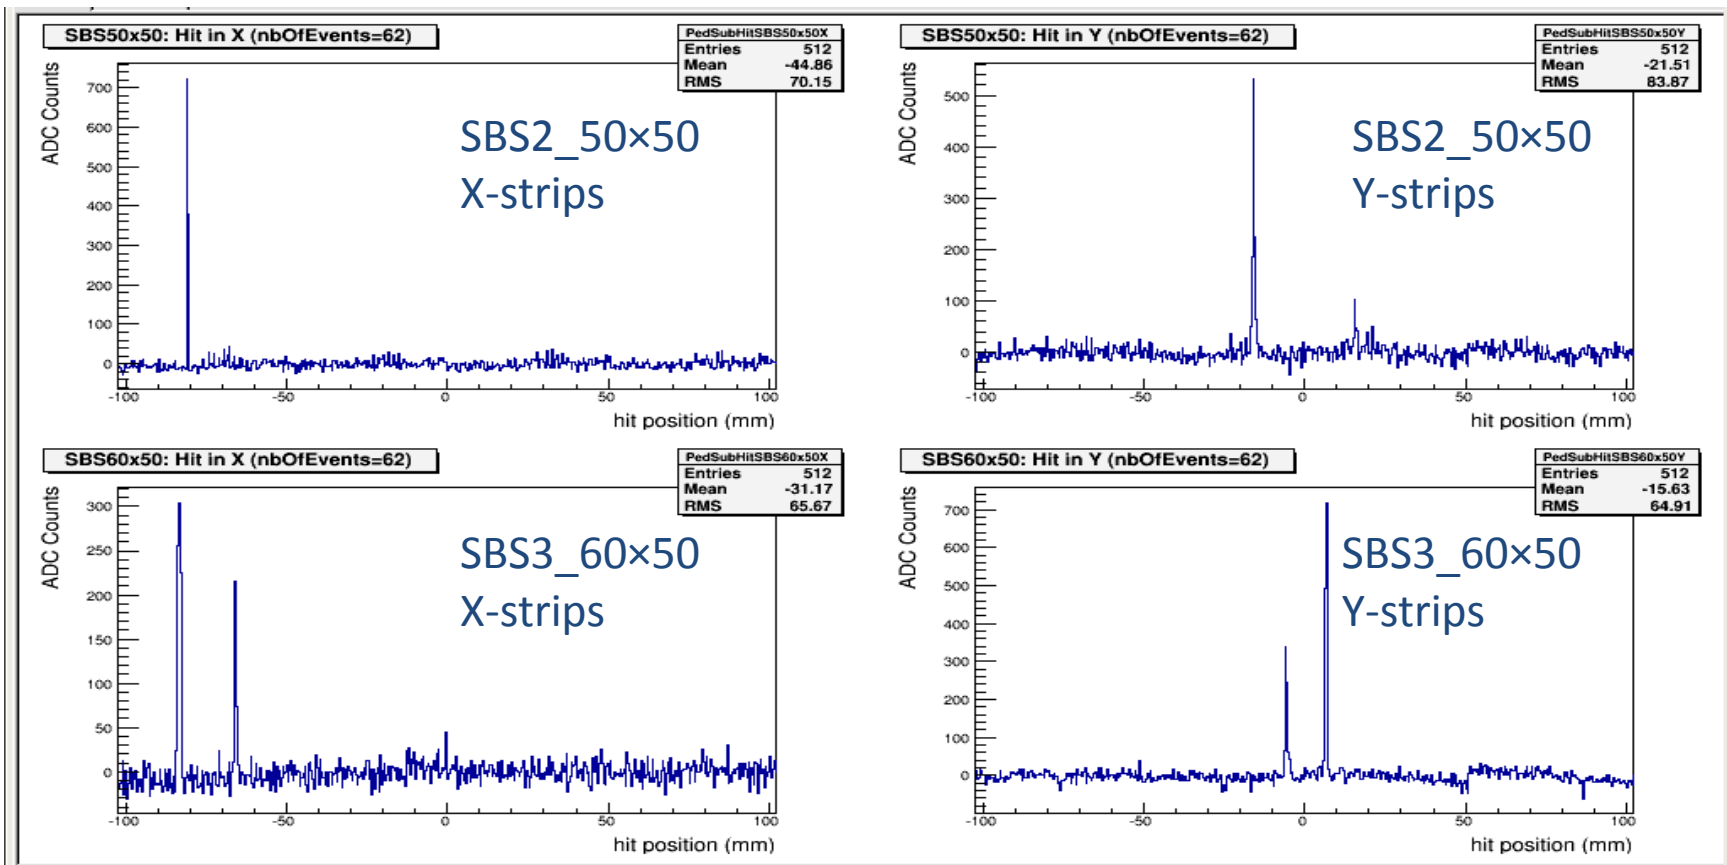 SBS50x50: Hit in X (nbOfEvents=62)
PedSubHitSBS50x50X
Entries 512
Mean -44.86
RMS 70.15
ADC Counts
700
600
500
400
300
200
100
0
SBS2_50×50
X-strips
-100 -50 0 50 100
hit position (mm)
SBS50x50: Hit in Y (nbOfEvents=62)
PedSubHitSBS50x50Y
Entries 512
Mean -21.51
RMS 83.87
ADC Counts
500
400
300
200
100
0
SBS2_50×50
Y-strips
-100 -50 0 50 100
hit position (mm)
SBS60x50: Hit in X (nbOfEvents=62)
PedSubHitSBS60x50X
Entries 512
Mean -31.17
RMS 65.67
ADC Counts
300
250
200
150
100
50
0
SBS3_60×50
X-strips
-100 -50 0 50 100
hit position (mm)
SBS60x50: Hit in Y (nbOfEvents=62)
PedSubHitSBS60x50Y
Entries 512
Mean -15.63
RMS 64.91
ADC Counts
700
600
500
400
300
200
100
0
SBS3_60×50
Y-strips
-100 -50 0 50 100
hit position (mm)